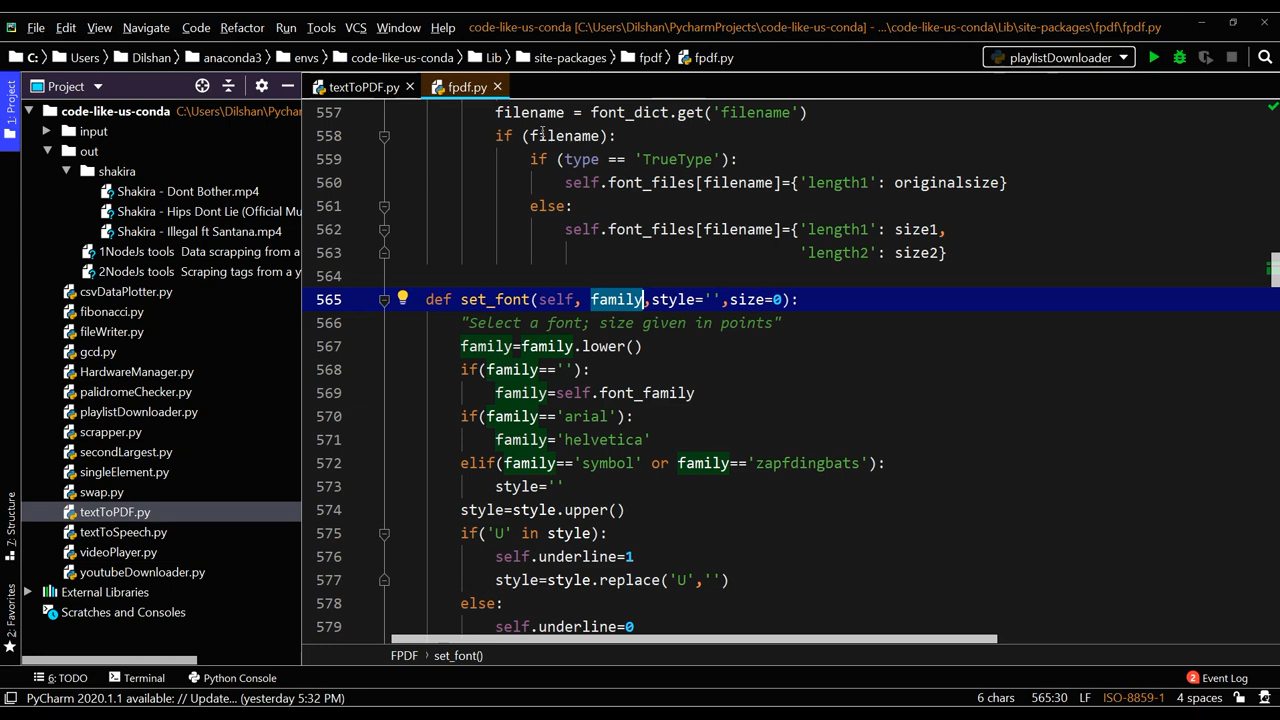 File Edit View Navigate Code Refactor Run Tools VCS Window Help code-like-us-conda [C:\Users\Dilshan\PycharmProjects\code-like-us-conda] - ...\code-like-us-conda\Lib\site-packages\fpdf\fpdf.py
C: Users Dilshan anaconda3 envs code-like-us-conda Lib site-packages fpdf fpdf.py playlistDownloader
1: Project
Project
textToPDF.py fpdf.py
code-like-us-conda C:\Users\Dilshan\Pycharm
input
out
shakira
Shakira - Dont Bother.mp4
Shakira - Hips Dont Lie (Official Mu
Shakira - Illegal ft Santana.mp4
1NodeJs tools Data scrapping from a
2NodeJs tools Scraping tags from a y
csvDataPlotter.py
fibonacci.py
fileWriter.py
gcd.py
HardwareManager.py
palidromeChecker.py
playlistDownloader.py
scrapper.py
secondLargest.py
singleElement.py
swap.py
textToPDF.py
textToSpeech.py
videoPlayer.py
youtubeDownloader.py
External Libraries
Scratches and Consoles
7: Structure
2: Favorites
557 filename = font_dict.get('filename')
558 if (filename):
559 if (type == 'TrueType'):
560 self.font_files[filename]={'length1': originalsize}
561 else:
562 self.font_files[filename]={'length1': size1,
563 'length2': size2}
564
565 def set_font(self, family,style='',size=0):
566 "Select a font; size given in points"
567 family=family.lower()
568 if(family==''):
569 family=self.font_family
570 if(family=='arial'):
571 family='helvetica'
572 elif(family=='symbol' or family=='zapfdingbats'):
573 style=''
574 style=style.upper()
575 if('U' in style):
576 self.underline=1
577 style=style.replace('U','')
578 else:
579 self.underline=0
FPDF set_font()
6: TODO Terminal Python Console 2 Event Log
PyCharm 2020.1.1 available: // Update... (yesterday 5:32 PM) 6 chars 565:30 LF ISO-8859-1 4 spaces